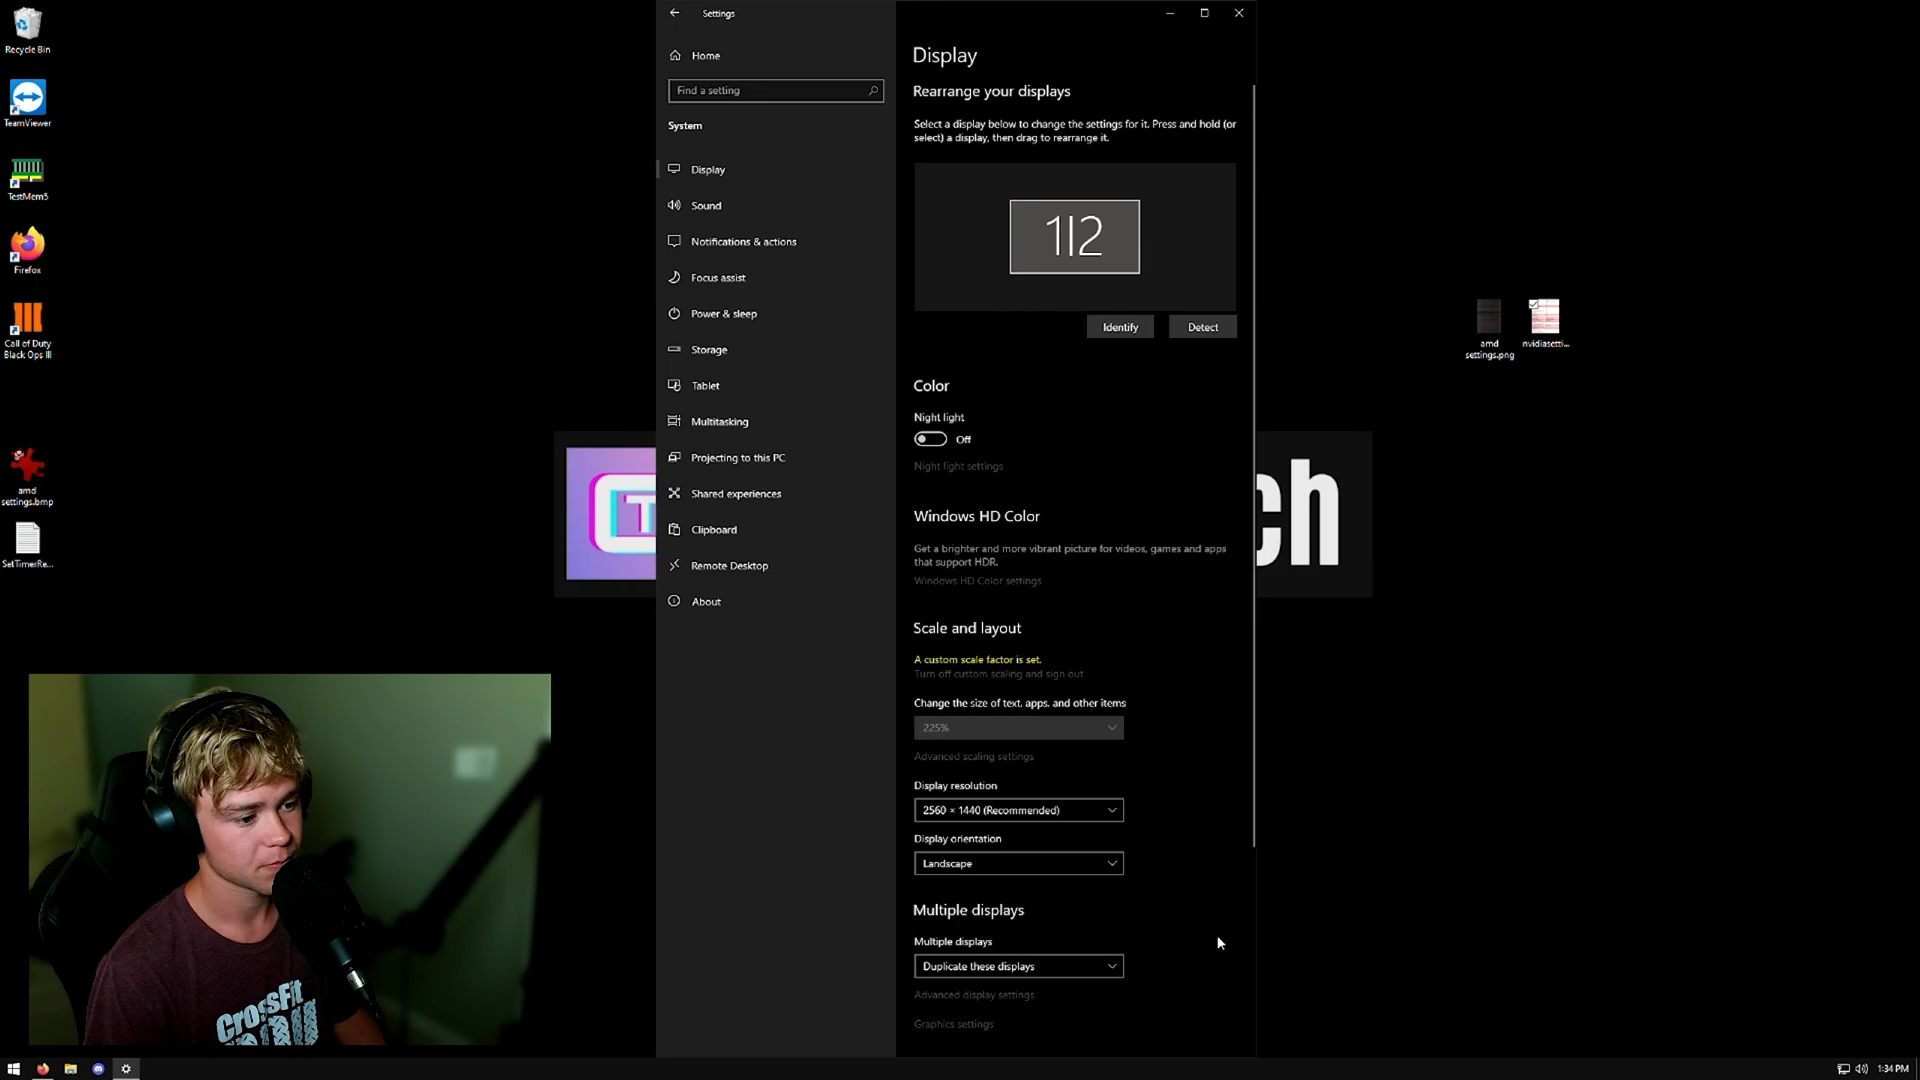 Recycle Bin
TeamViewer
TestMem5
Firefox
Call of Duty
Black Ops III
amd
settings.bmp
SetTimerRe...
Settings
Home
Find a setting
System
Display
Sound
Notifications & actions
Focus assist
Power & sleep
Storage
Tablet
Multitasking
Projecting to this PC
Shared experiences
Clipboard
Remote Desktop
About
Display
Rearrange your displays
Select a display below to change the settings for it. Press and hold (or
select) a display, then drag to rearrange it.
1|2
Identify
Detect
Color
Night light
Off
Night light settings
Windows HD Color
Get a brighter and more vibrant picture for videos, games and apps
that support HDR.
Windows HD Color settings
Scale and layout
A custom scale factor is set.
Turn off custom scaling and sign out
Change the size of text, apps, and other items
225%
Advanced scaling settings
Display resolution
2560 × 1440 (Recommended)
Display orientation
Landscape
Multiple displays
Multiple displays
Duplicate these displays
Advanced display settings
Graphics settings
amd
settings.png
nvidiasetti...
T
ch
CrossFit
1:34 PM